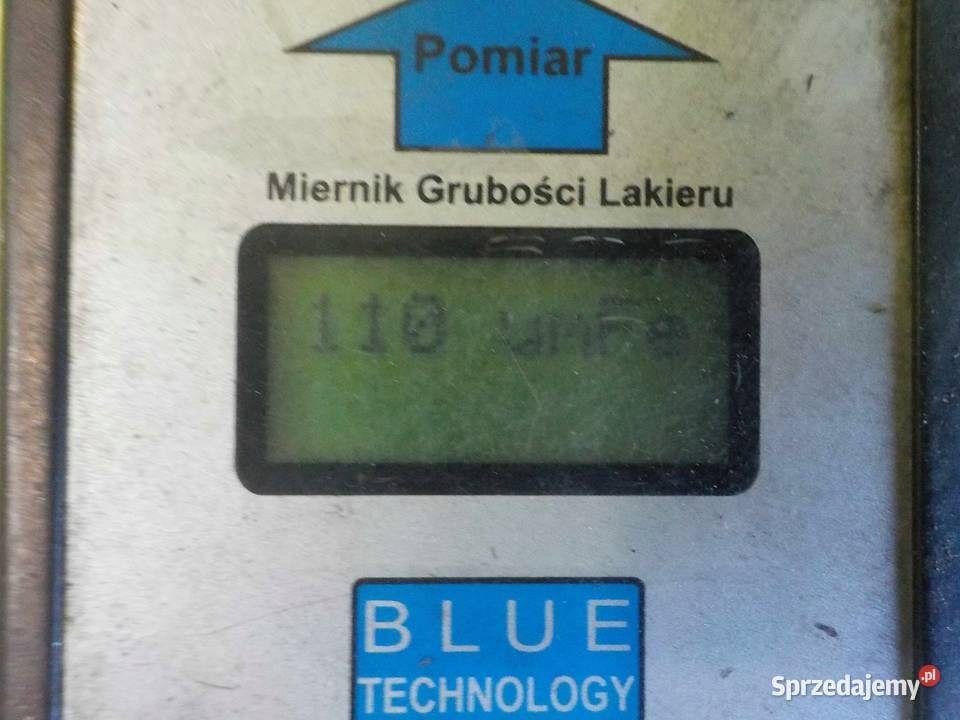 Pomiar
Miernik Grubości Lakieru
110 umFe
BLUE
TECHNOLOGY
Sprzedajemy.pl